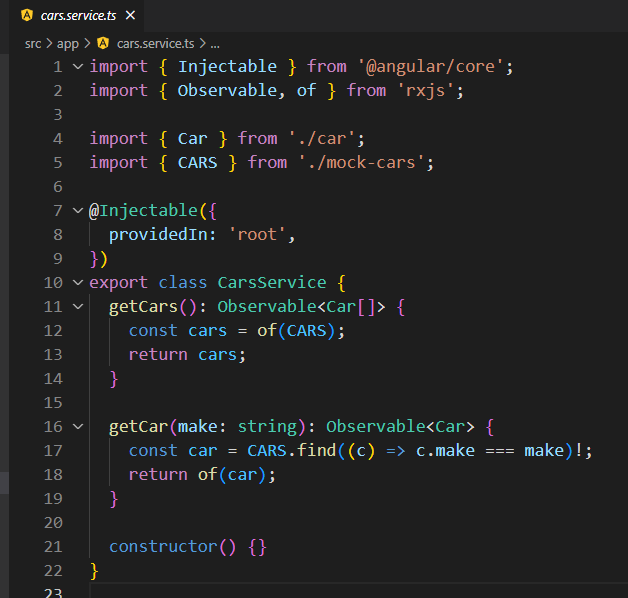 cars.service.ts
src > app > cars.service.ts > ...
1 import { Injectable } from '@angular/core';
2 import { Observable, of } from 'rxjs';
3
4 import { Car } from './car';
5 import { CARS } from './mock-cars';
6
7 @Injectable({
8   providedIn: 'root',
9 })
10 export class CarsService {
11   getCars(): Observable<Car[]> {
12     const cars = of(CARS);
13     return cars;
14   }
15
16   getCar(make: string): Observable<Car> {
17     const car = CARS.find((c) => c.make === make)!;
18     return of(car);
19   }
20
21   constructor() {}
22 }
23